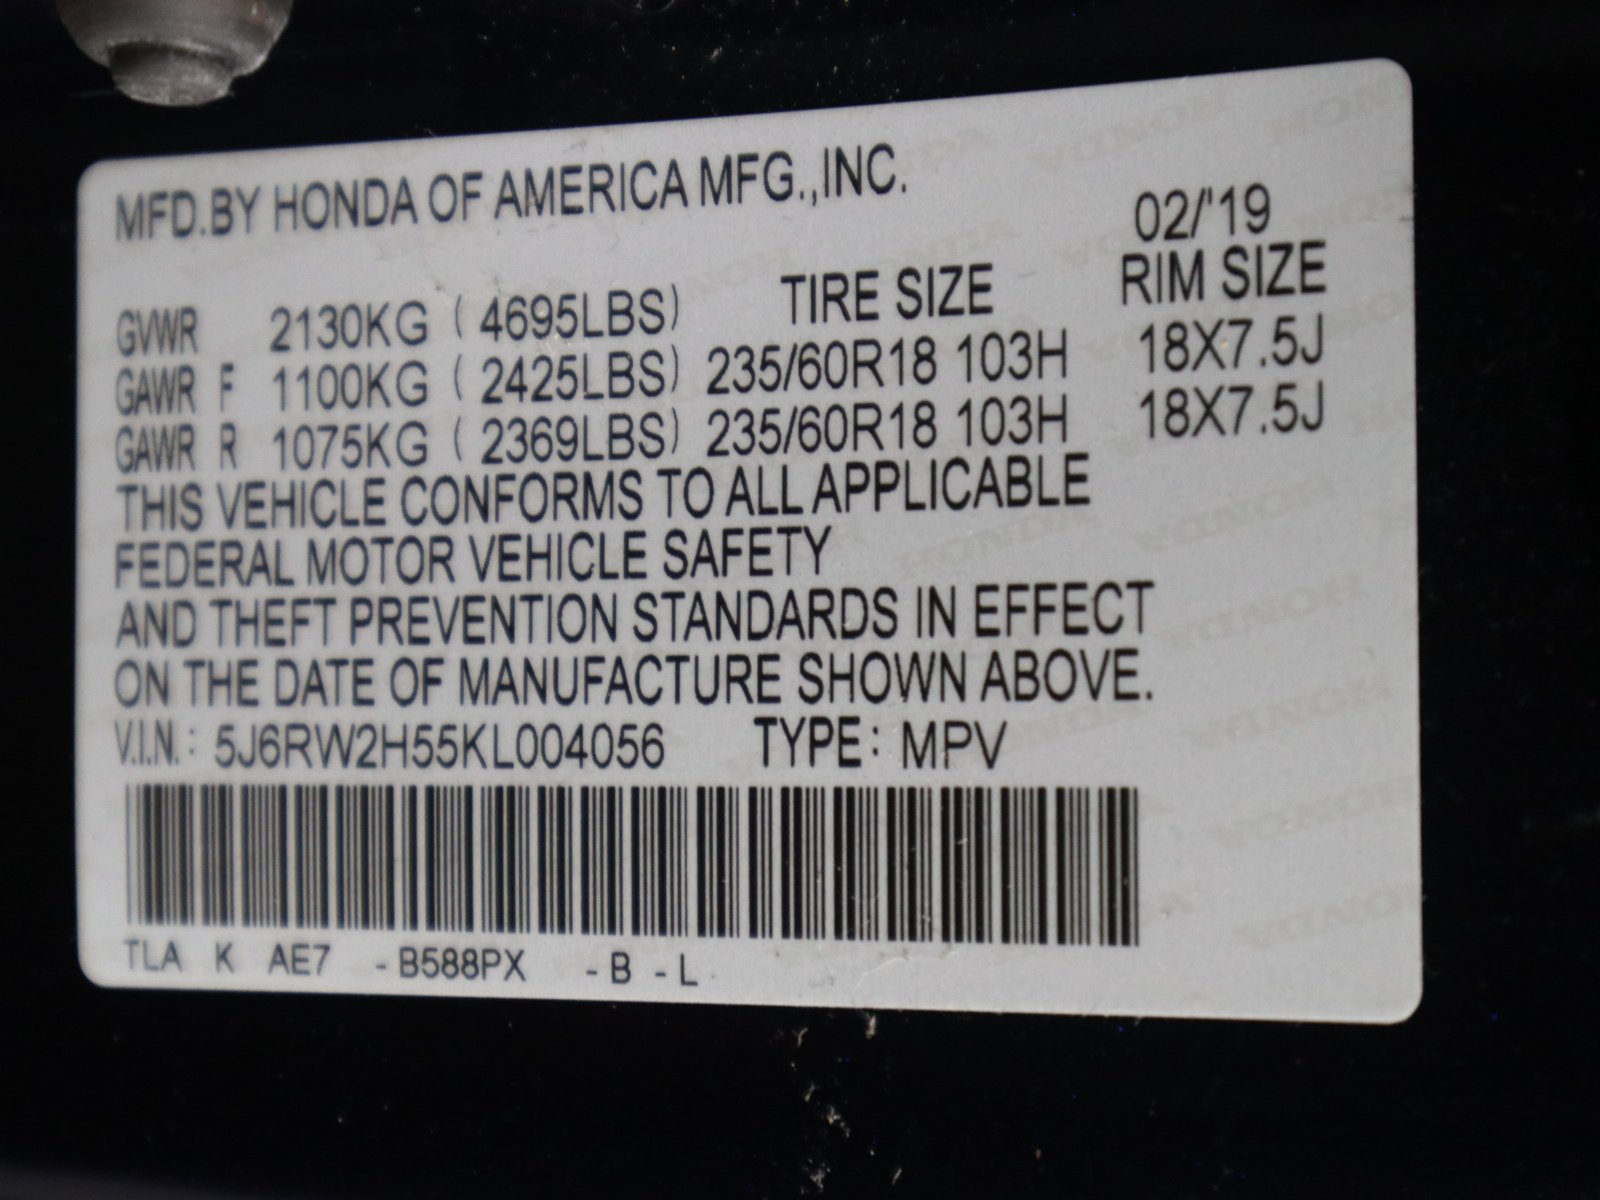 MFD.BY HONDA OF AMERICA MFG.,INC.
02/'19
TIRE SIZE RIM SIZE
GVWR 2130KG (4695LBS)
GAWR F 1100KG (2425LBS) 235/60R18 103H 18X7.5J
GAWR R 1075KG (2369LBS) 235/60R18 103H 18X7.5J
THIS VEHICLE CONFORMS TO ALL APPLICABLE
FEDERAL MOTOR VEHICLE SAFETY
AND THEFT PREVENTION STANDARDS IN EFFECT
ON THE DATE OF MANUFACTURE SHOWN ABOVE.
V.I.N.: 5J6RW2H55KL004056 TYPE: MPV
TLA K AE7 -B588PX -B -L